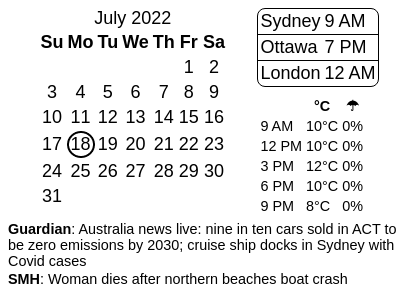 July 2022
Su Mo Tu We Th Fr Sa
1 2
3 4 5 6 7 8 9
10 11 12 13 14 15 16
17 18 19 20 21 22 23
24 25 26 27 28 29 30
31
Sydney 9 AM
Ottawa 7 PM
London 12 AM
°C ☂
9 AM 10°C 0%
12 PM 10°C 0%
3 PM 12°C 0%
6 PM 10°C 0%
9 PM 8°C 0%
Guardian: Australia news live: nine in ten cars sold in ACT to
be zero emissions by 2030; cruise ship docks in Sydney with
Covid cases
SMH: Woman dies after northern beaches boat crash